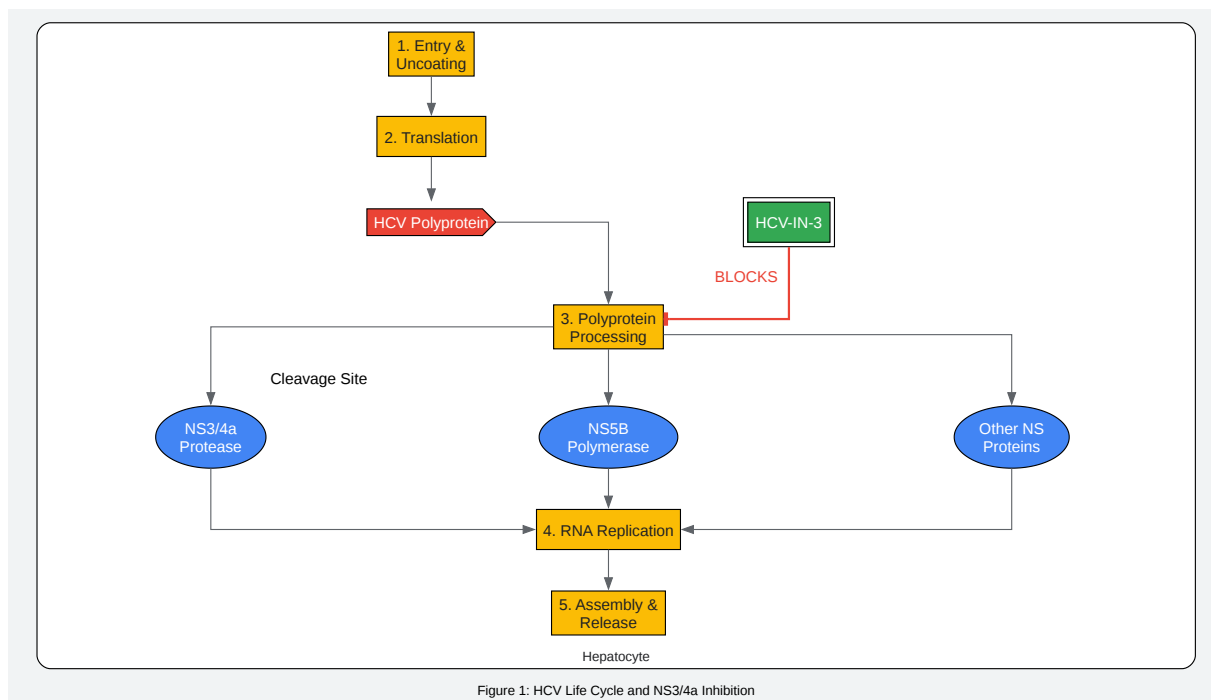 1. Entry &
Uncoating
2. Translation
HCV Polyprotein
HCV-IN-3
BLOCKS
3. Polyprotein
Processing
Cleavage Site
NS3/4a
Protease
NS5B
Polymerase
Other NS
Proteins
4. RNA Replication
5. Assembly &
Release
Hepatocyte
Figure 1: HCV Life Cycle and NS3/4a Inhibition